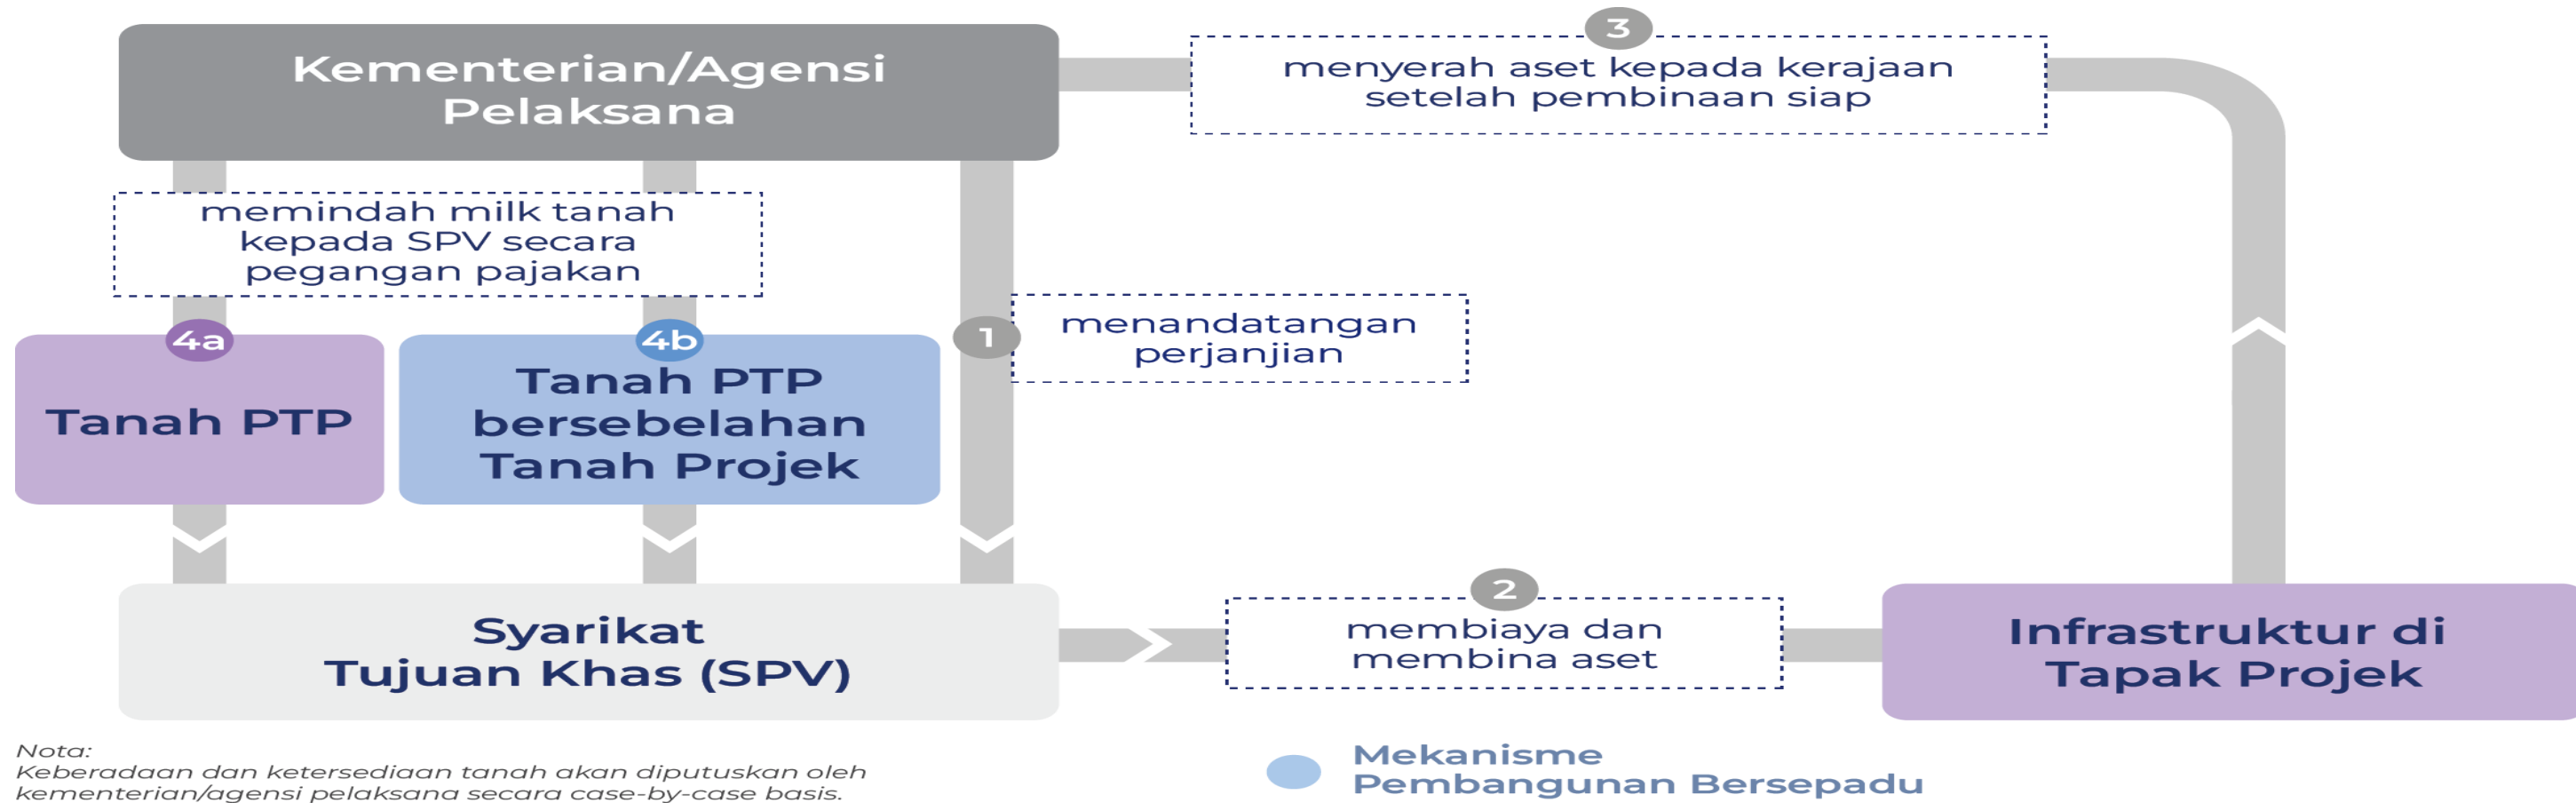 Kementerian/Agensi
Pelaksana
3
menyerah aset kepada kerajaan
setelah pembinaan siap
memindah milk tanah
kepada SPV secara
pegangan pajakan
4a
Tanah PTP
4b
Tanah PTP
bersebelahan
Tanah Projek
1
menandatangan
perjanjian
Syarikat
Tujuan Khas (SPV)
2
membiaya dan
membina aset
Infrastruktur di
Tapak Projek
Nota:
Keberadaan dan ketersediaan tanah akan diputuskan oleh
kementerian/agensi pelaksana secara case-by-case basis.
Mekanisme
Pembangunan Bersepadu